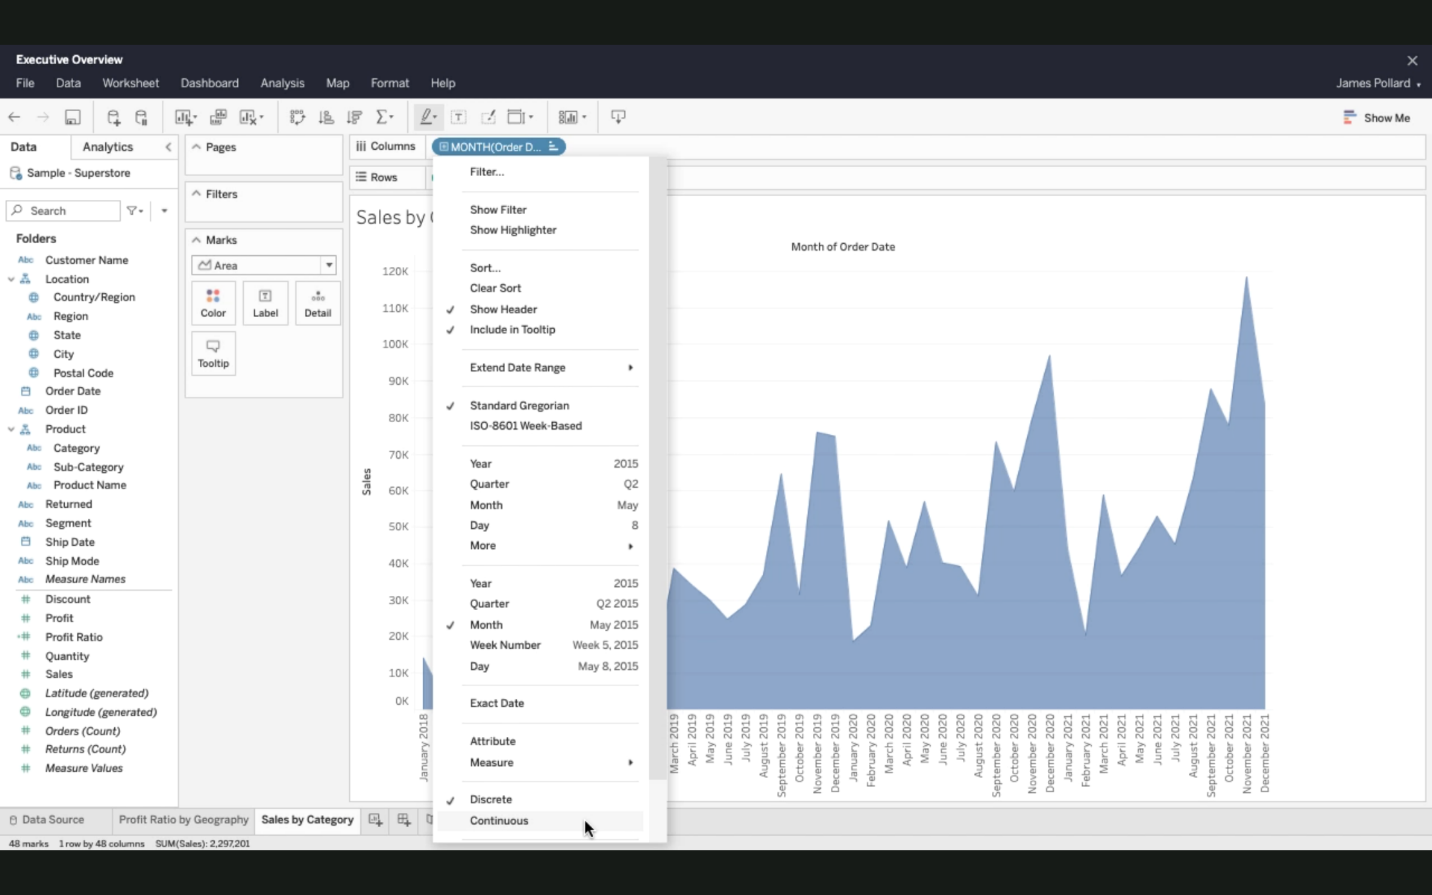 Executive Overview
File Data Worksheet Dashboard Analysis Map Format Help James Pollard
Show Me
Data Analytics
Sample - Superstore
Search
Folders
Abc Customer Name
Location
Country/Region
Abc Region
State
City
Postal Code
Order Date
Abc Order ID
Product
Abc Category
Abc Sub-Category
Abc Product Name
Abc Returned
Abc Segment
Ship Date
Abc Ship Mode
Abc Measure Names
# Discount
# Profit
=# Profit Ratio
# Quantity
# Sales
Latitude (generated)
Longitude (generated)
# Orders (Count)
# Returns (Count)
# Measure Values
Pages
Filters
Marks
Area
Color Label Detail
Tooltip
Columns MONTH(Order D...
Rows
Filter...
Show Filter
Show Highlighter
Sort...
Clear Sort
Show Header
Include in Tooltip
Extend Date Range
Standard Gregorian
ISO-8601 Week-Based
Year 2015
Quarter Q2
Month May
Day 8
More
Year 2015
Quarter Q2 2015
Month May 2015
Week Number Week 5, 2015
Day May 8, 2015
Exact Date
Attribute
Measure
Discrete
Continuous
Sales by
Month of Order Date
Sales
120K
110K
100K
90K
80K
70K
60K
50K
40K
30K
20K
10K
0K
January 2018
March 2019
April 2019
May 2019
June 2019
July 2019
August 2019
September 2019
October 2019
November 2019
December 2019
January 2020
February 2020
March 2020
April 2020
May 2020
June 2020
July 2020
August 2020
September 2020
October 2020
November 2020
December 2020
January 2021
February 2021
March 2021
April 2021
May 2021
June 2021
July 2021
August 2021
September 2021
October 2021
November 2021
December 2021
Data Source Profit Ratio by Geography Sales by Category
48 marks 1 row by 48 columns SUM(Sales): 2,297,201